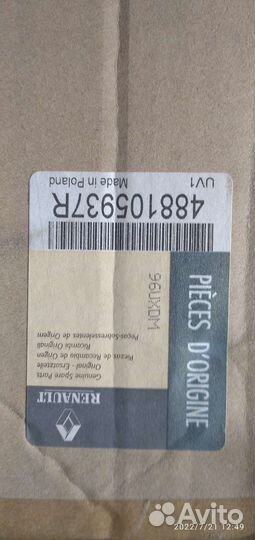 RENAULT
Genuine Spare Parts
Original - Ersatzteile
Piezas de Recambio de Origen
Ricambi Originali
Peças-Sobresselentes de Origem
PIÈCES D'ORIGINE
488105937R
UV1
Made in Poland
Avito
2022/7/21 12:49